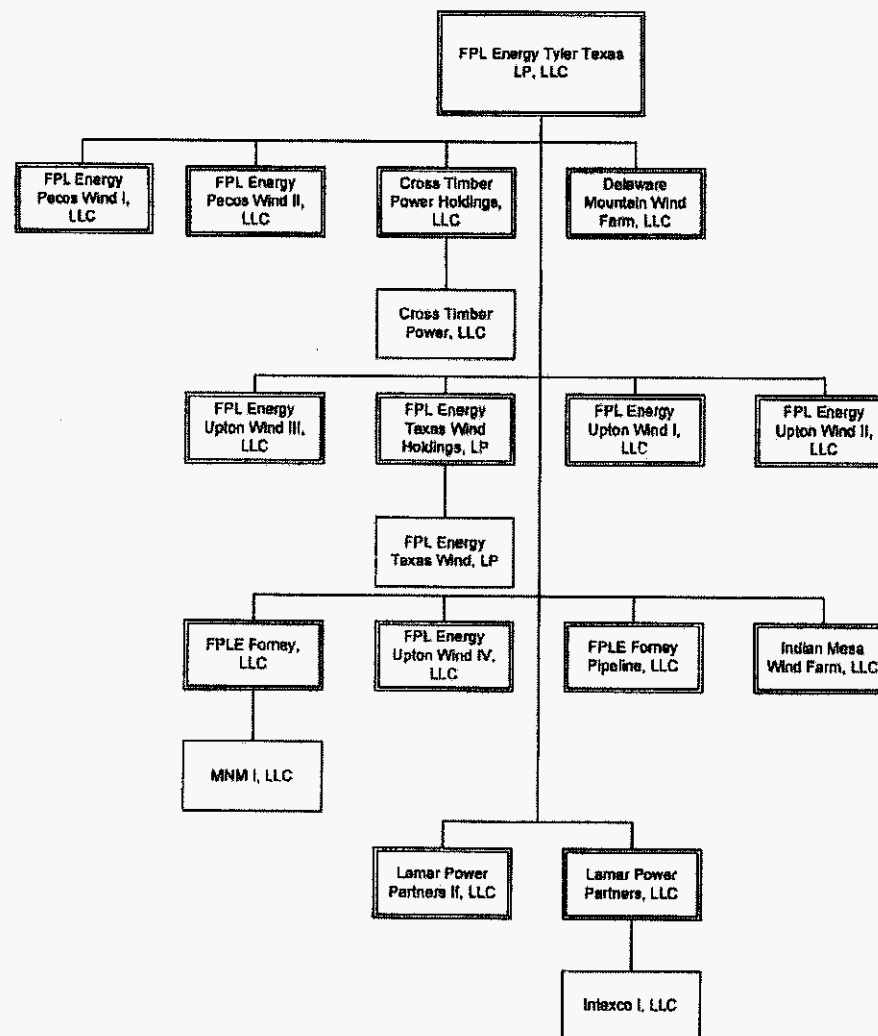 FPL Energy Tyler Texas
LP, LLC
FPL Energy
Pecos Wind I,
LLC
FPL Energy
Pecos Wind II,
LLC
Cross Timber
Power Holdings,
LLC
Delaware
Mountain Wind
Farm, LLC
Cross Timber
Power, LLC
FPL Energy
Upton Wind III,
LLC
FPL Energy
Texas Wind
Holdings, LP
FPL Energy
Upton Wind I,
LLC
FPL Energy
Upton Wind II,
LLC
FPL Energy
Texas Wind, LP
FPLE Forney,
LLC
FPL Energy
Upton Wind IV,
LLC
FPLE Forney
Pipeline, LLC
Indian Mesa
Wind Farm, LLC
MNM I, LLC
Lamar Power
Partners II, LLC
Lamar Power
Partners, LLC
Intexco I, LLC